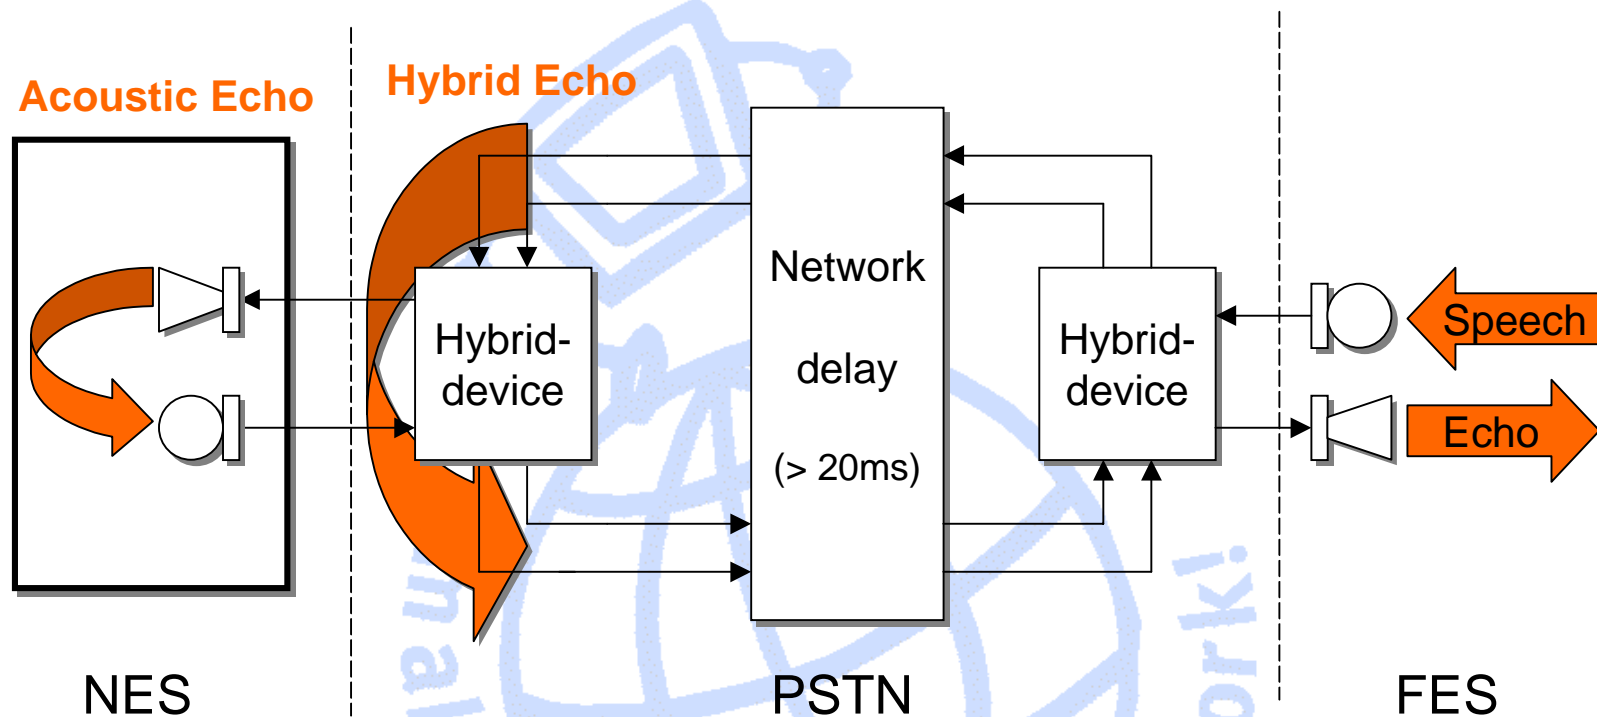 Acoustic Echo
Hybrid Echo
Network
delay
(> 20ms)
Hybrid-
device
Hybrid-
device
Speech
Echo
NES
PSTN
FES